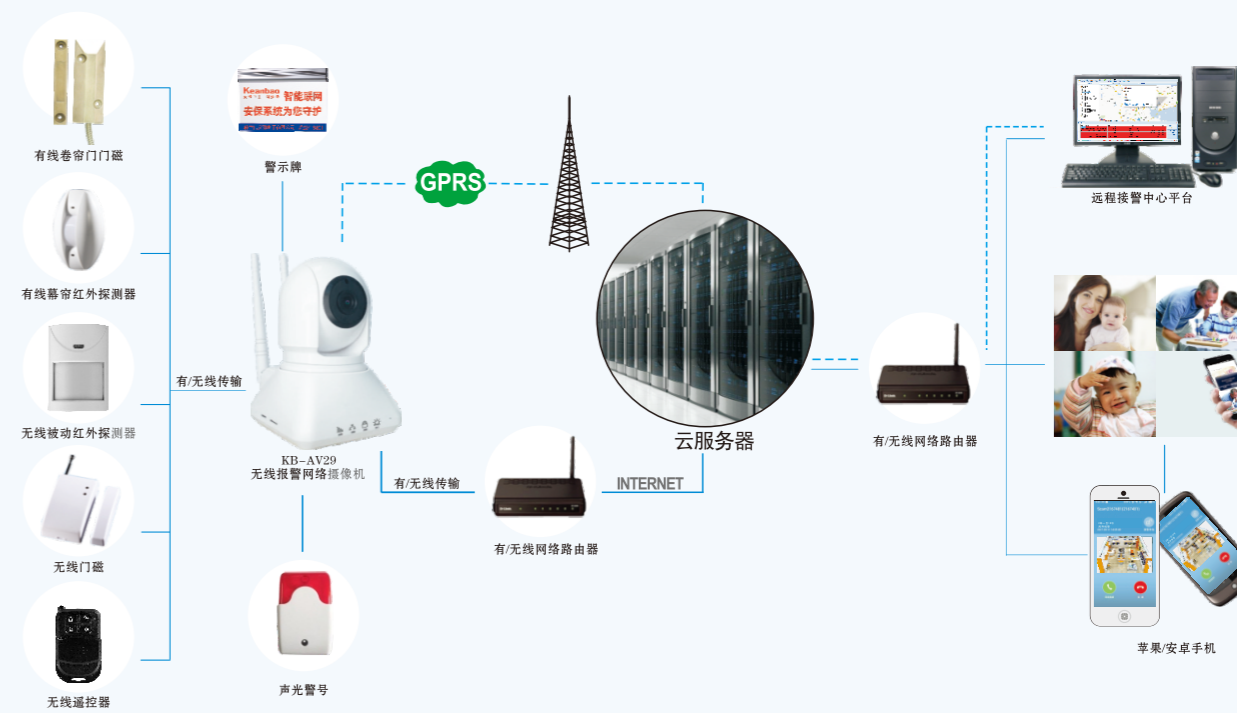 有线卷帘门门磁
有线幕帘红外探测器
无线被动红外探测器
无线门磁
无线遥控器
有/无线传输
Keanbao
智能联网
安保系统为您守护
警示牌
GPRS
KB-AV29
无线报警网络摄像机
声光警号
有/无线传输
有/无线网络路由器
INTERNET
云服务器
有/无线网络路由器
远程接警中心平台
苹果/安卓手机